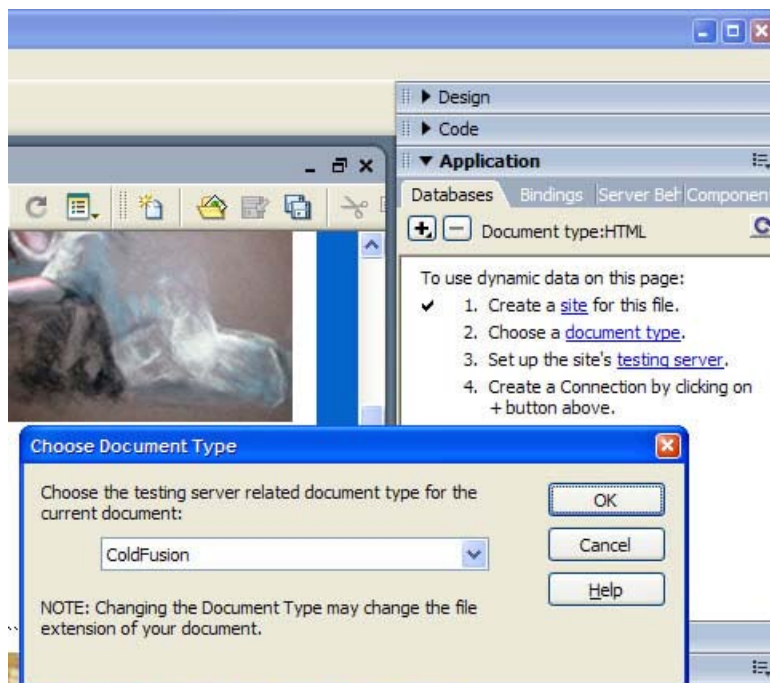 Design
Code
Application
Databases Bindings Server Beh Componen
Document type:HTML
To use dynamic data on this page:
1. Create a site for this file.
2. Choose a document type.
3. Set up the site's testing server.
4. Create a Connection by clicking on
+ button above.
Choose Document Type
Choose the testing server related document type for the
current document:
ColdFusion
NOTE: Changing the Document Type may change the file
extension of your document.
OK
Cancel
Help